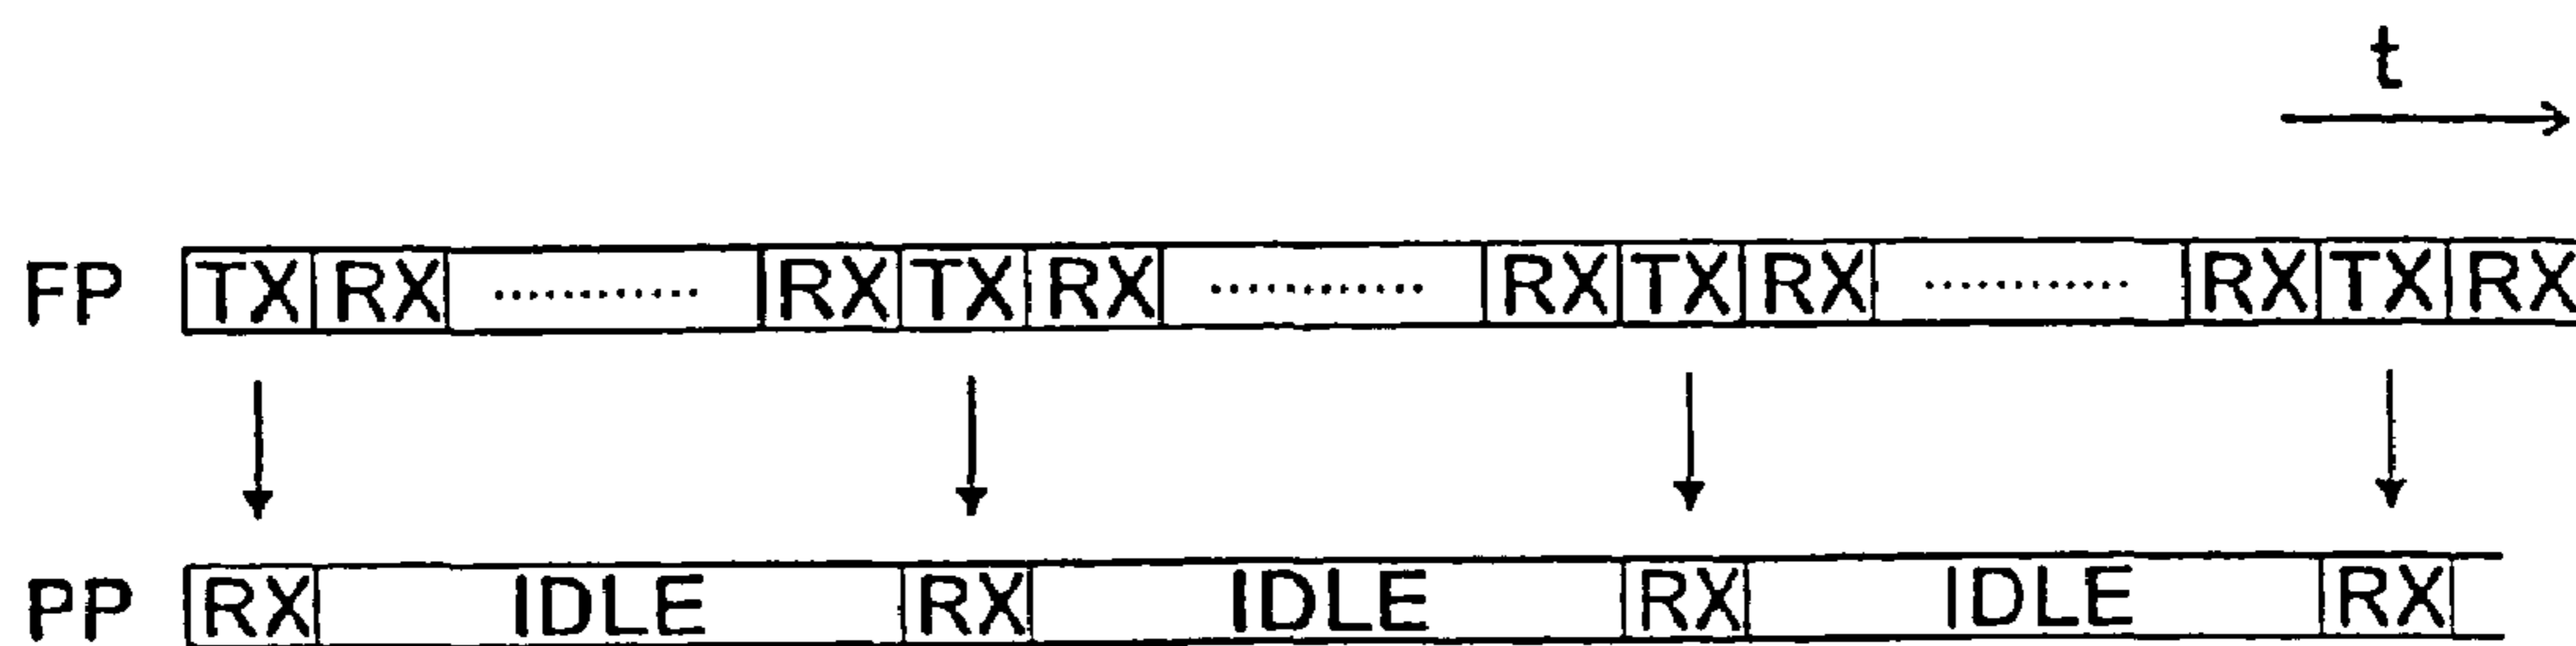 t
FP TX RX ............ RX TX RX ............ RX TX RX ............ RX TX RX
PP RX IDLE RX IDLE RX IDLE RX